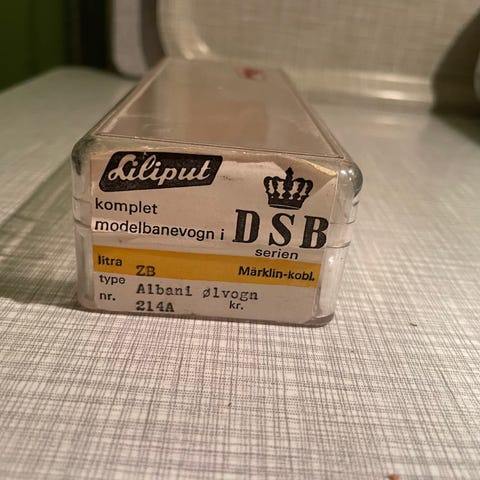 Liliput
komplet
modelbanevogn i DSB
serien
litra ZB Märklin-kobl.
type Albani ølvogn
nr. 214A kr.